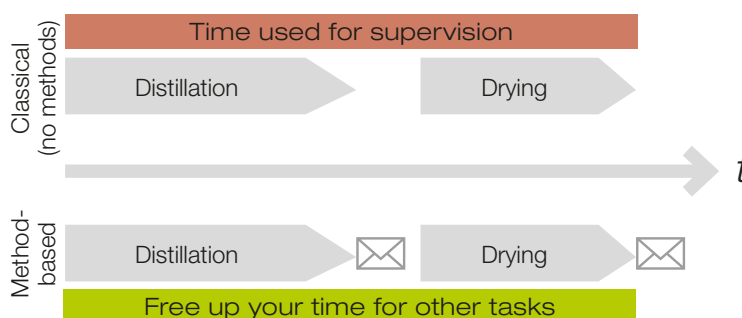 Time used for supervision
Classical
(no methods)
Distillation
Drying
t
Method-
based
Distillation
Drying
Free up your time for other tasks